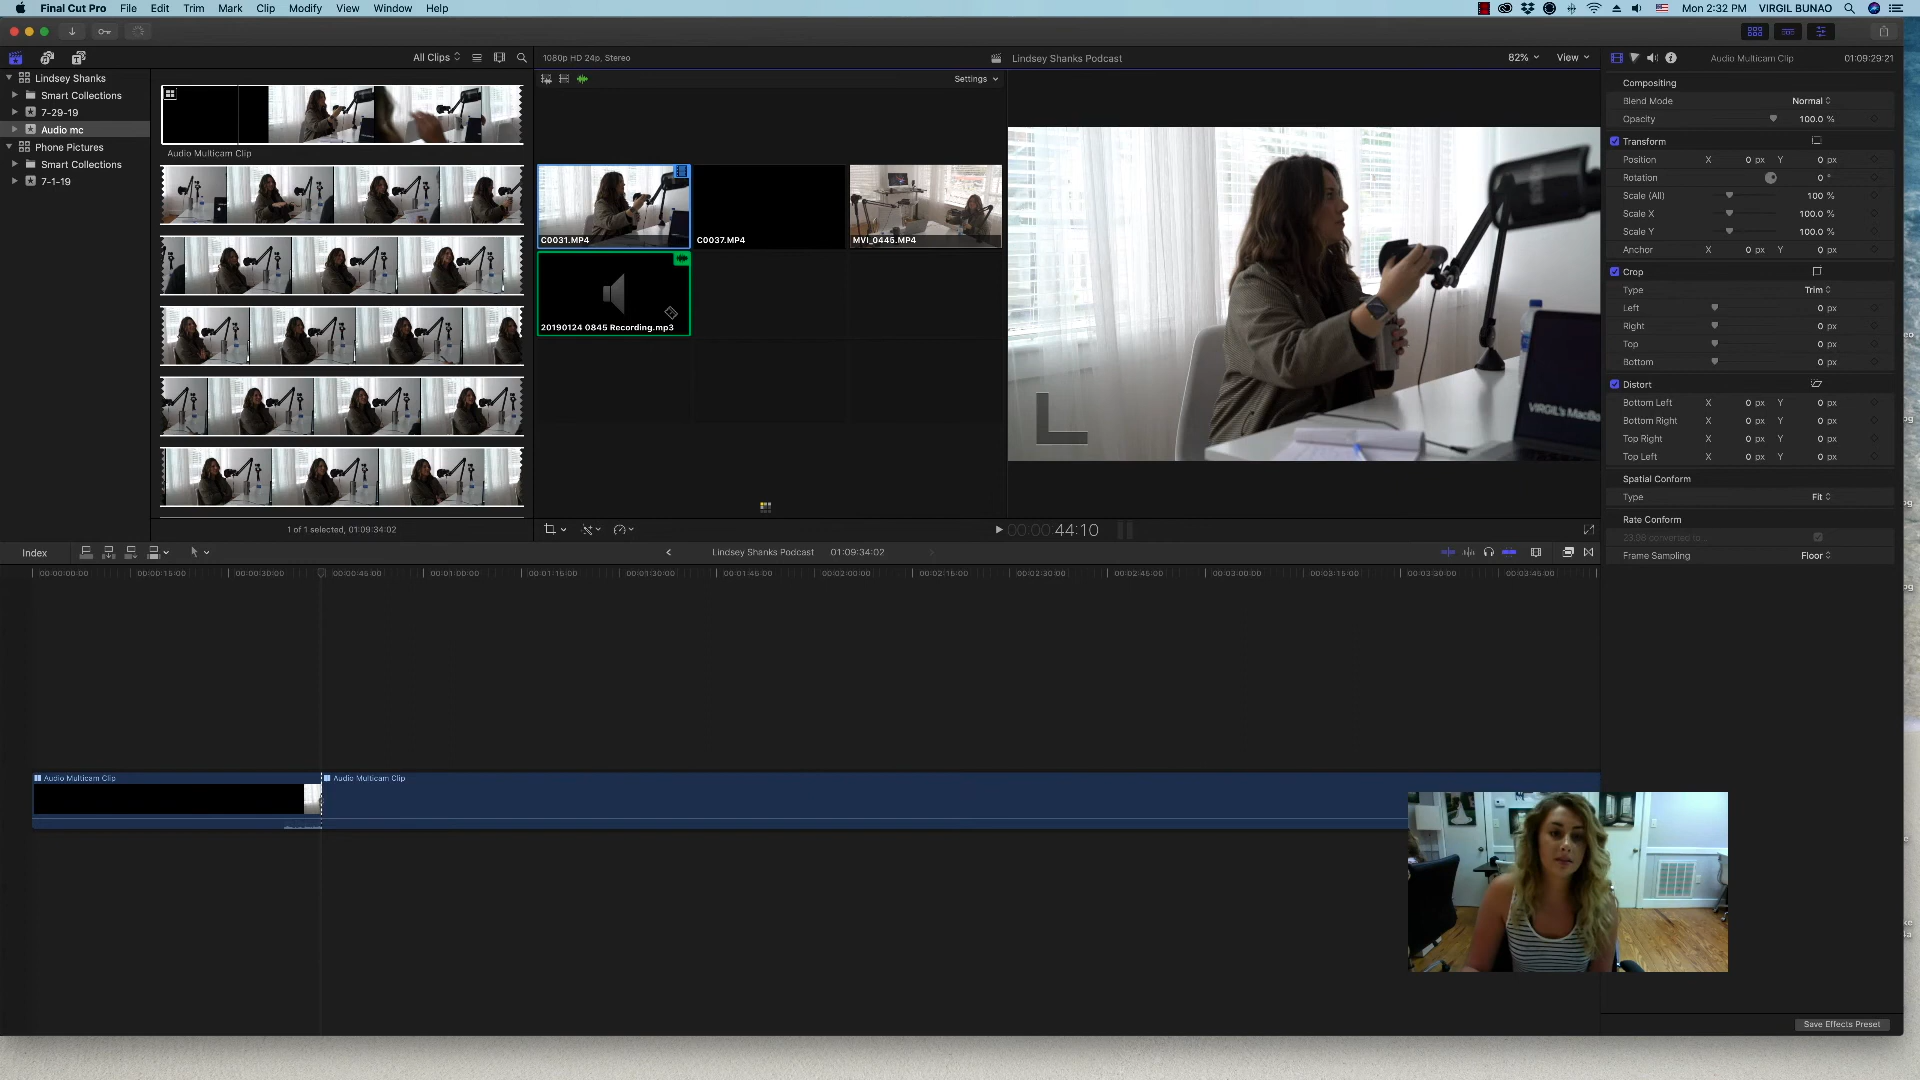 Final Cut Pro File Edit Trim Mark Clip Modify View Window Help
Mon 2:32 PM VIRGIL BUNAO
All Clips
1080p HD 24p, Stereo
Lindsey Shanks Podcast
82% View
Audio Multicam Clip 01:09:29:21
Lindsey Shanks
Smart Collections
7-29-19
Audio mc
Phone Pictures
Smart Collections
7-1-19
Audio Multicam Clip
1 of 1 selected, 01:09:34:02
Settings
C0031.MP4
C0037.MP4
20190124 0845 Recording.mp3
VIRGIL's MacBo
44:10
Compositing
Blend Mode Normal
Opacity 100.0 %
Transform
Position X 0 px Y 0 px
Rotation 0 °
Scale (All) 100 %
Scale X 100.0 %
Scale Y 100.0 %
Anchor X 0 px Y 0 px
Crop
Type Trim
Left 0 px
Right 0 px
Top 0 px
Bottom 0 px
Distort
Bottom Left X 0 px Y 0 px
Bottom Right X 0 px Y 0 px
Top Right X 0 px Y 0 px
Top Left X 0 px Y 0 px
Spatial Conform
Type Fit
Rate Conform
Frame Sampling Floor
Index
Lindsey Shanks Podcast 01:09:34:02
00:00:00:00 00:00:15:00 00:00:30:00 00:00:45:00 00:01:00:00 00:01:15:00 00:01:30:00 00:01:45:00 00:02:00:00 00:02:15:00 00:02:30:00 00:02:45:00 00:03:00:00 00:03:15:00 00:03:30:00 00:03:45:00
Audio Multicam Clip
Audio Multicam Clip
Save Effects Preset